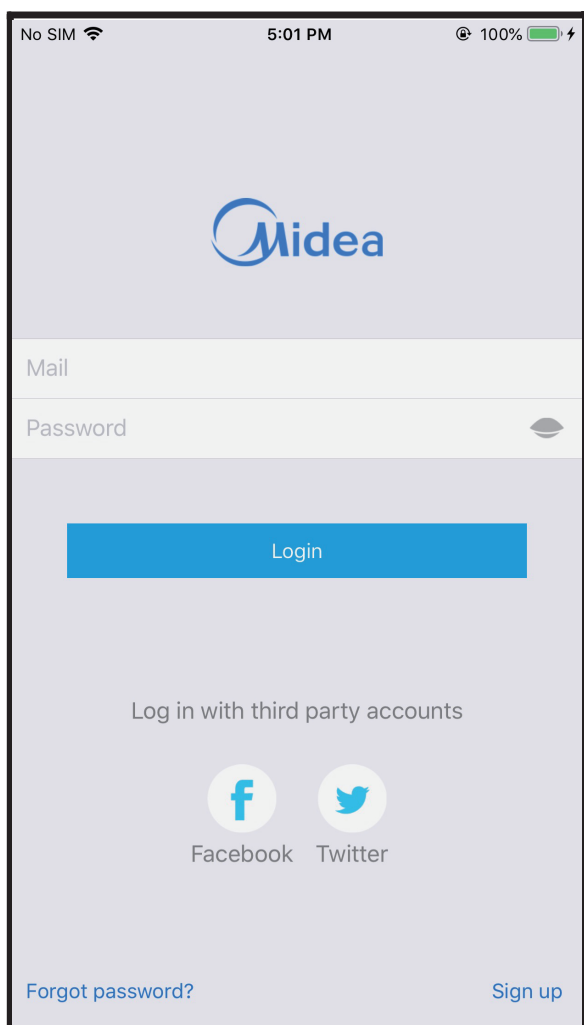 No SIM 5:01 PM 100%
Midea
Mail
Password
Login
Log in with third party accounts
Facebook Twitter
Forgot password? Sign up